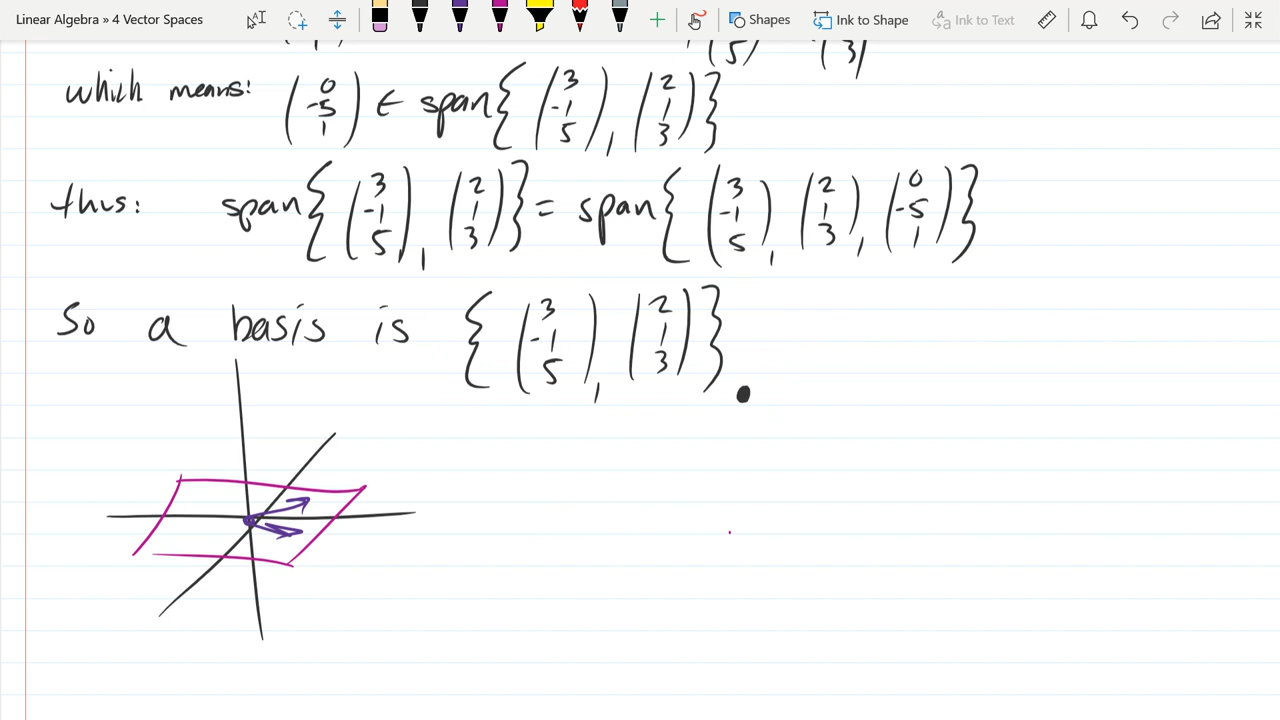 Linear Algebra » 4 Vector Spaces Shapes Ink to Shape Ink to Text
which means: (0 -5 1) ∈ span{ (3 -1 5), (2 1 3) }
thus: span{ (3 -1 5), (2 1 3) } = span{ (3 -1 5), (2 1 3), (0 -5 1) }
So a basis is { (3 -1 5), (2 1 3) }.